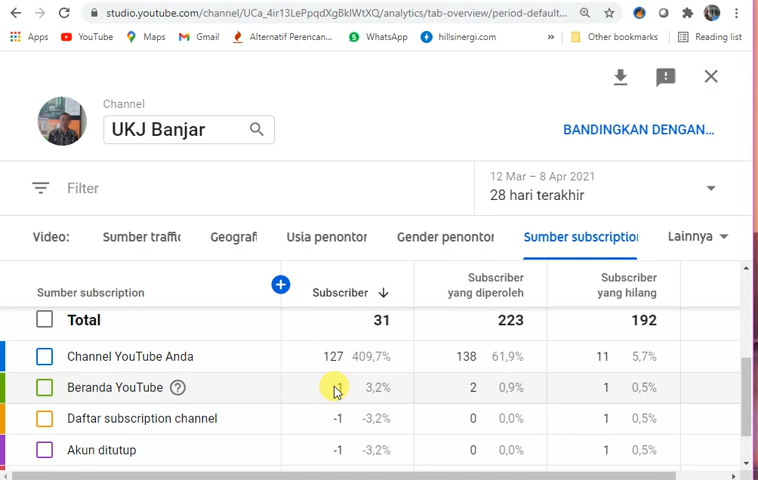 studio.youtube.com/channel/UCa_4ir13LePpqdXgBklWtXQ/analytics/tab-overview/period-default...
Apps YouTube Maps Gmail Alternatif Perencan... WhatsApp hillsinergi.com » Other bookmarks Reading list
Channel
UKJ Banjar
BANDINGKAN DENGAN...
Filter
12 Mar – 8 Apr 2021
28 hari terakhir
Video: Sumber traffic Geografi Usia penonton Gender penonton Sumber subscription Lainnya
Sumber subscription Subscriber Subscriber yang diperoleh Subscriber yang hilang
Total 31 223 192
Channel YouTube Anda 127 409,7% 138 61,9% 11 5,7%
Beranda YouTube 3,2% 2 0,9% 1 0,5%
Daftar subscription channel -1 -3,2% 0 0,0% 1 0,5%
Akun ditutup -1 -3,2% 0 0,0% 1 0,5%